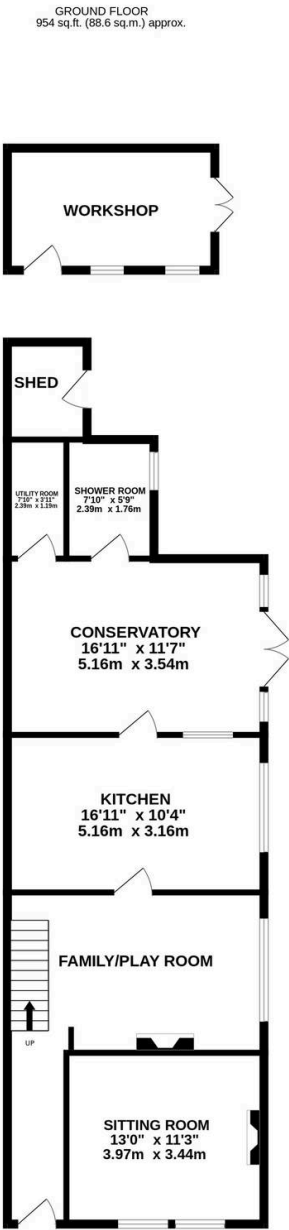 GROUND FLOOR
954 sq.ft. (88.6 sq.m.) approx.
WORKSHOP
SHED
UTILITY ROOM
7'10" x 3'11"
2.39m x 1.19m
SHOWER ROOM
7'10" x 5'9"
2.39m x 1.76m
CONSERVATORY
16'11" x 11'7"
5.16m x 3.54m
KITCHEN
16'11" x 10'4"
5.16m x 3.16m
FAMILY/PLAY ROOM
UP
SITTING ROOM
13'0" x 11'3"
3.97m x 3.44m